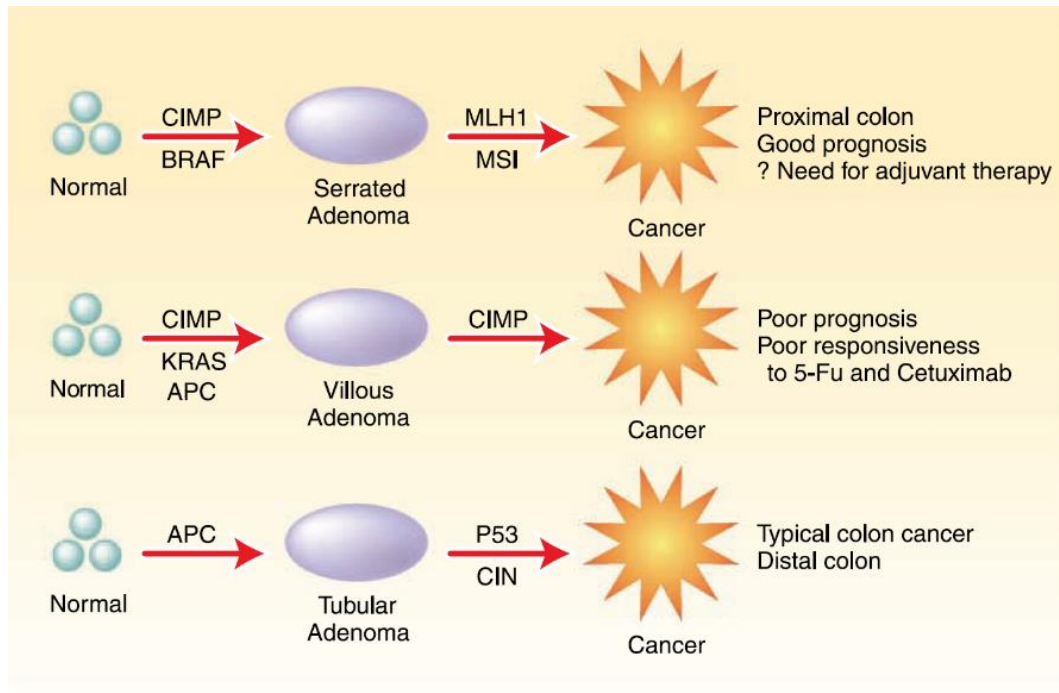 CIMP
BRAF
Normal
Serrated
Adenoma
MLH1
MSI
Cancer
Proximal colon
Good prognosis
? Need for adjuvant therapy
CIMP
KRAS
APC
Normal
Villous
Adenoma
CIMP
Cancer
Poor prognosis
Poor responsiveness
to 5-Fu and Cetuximab
APC
Normal
Tubular
Adenoma
P53
CIN
Cancer
Typical colon cancer
Distal colon